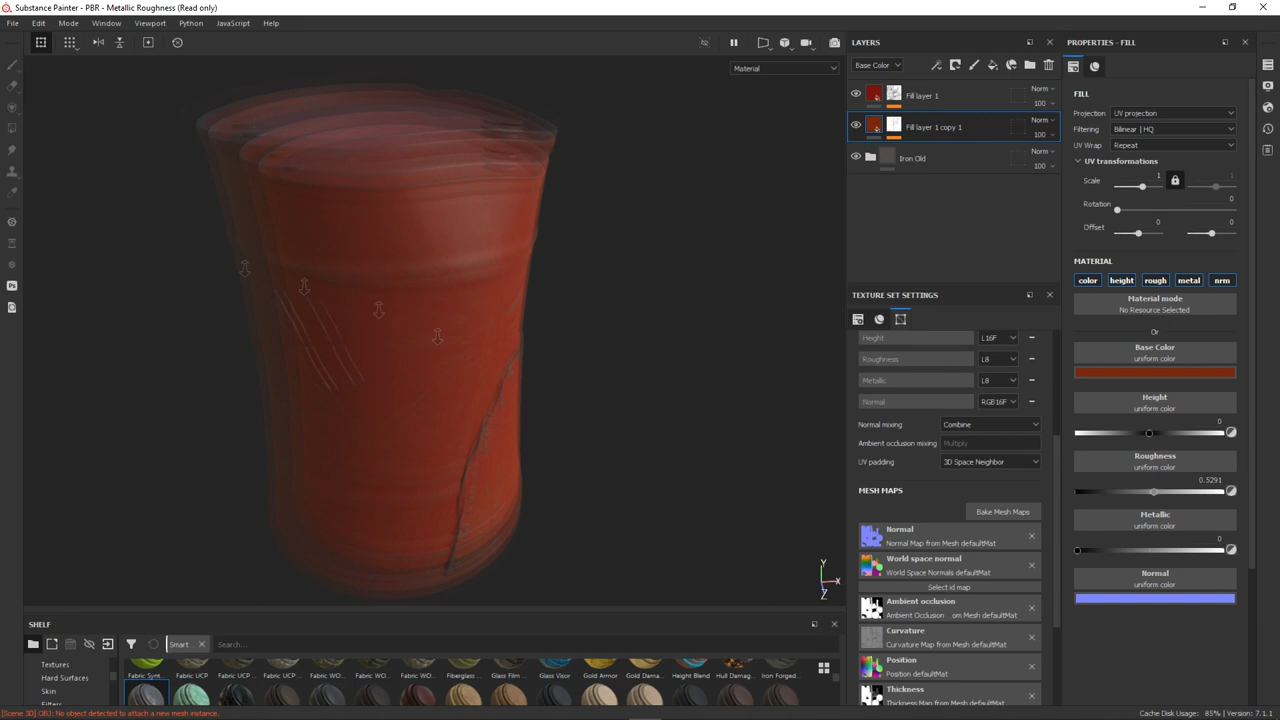 Substance Painter - PBR - Metallic Roughness (Read only)
File Edit Mode Window Viewport Python JavaScript Help
Material
LAYERS
Base Color
Fill layer 1
Norm
100
Fill layer 1 copy 1
Norm
100
Iron Old
Norm
100
TEXTURE SET SETTINGS
Height L16F
Roughness L8
Metallic L8
Normal RGB16F
Normal mixing Combine
Ambient occlusion mixing Multiply
UV padding 3D Space Neighbor
MESH MAPS
Bake Mesh Maps
Normal
Normal Map from Mesh defaultMat
World space normal
World Space Normals defaultMat
Select id map
Ambient occlusion
Ambient Occlusion ... om Mesh defaultMat
Curvature
Curvature Map from Mesh defaultMat
Position
Position defaultMat
Thickness
Thickness Map from Mesh defaultMat
PROPERTIES - FILL
FILL
Projection UV projection
Filtering Bilinear | HQ
UV Wrap Repeat
UV transformations
Scale 1 1
Rotation 0
Offset 0 0
MATERIAL
color height rough metal nrm
Material mode
No Resource Selected
Or
Base Color
uniform color
Height
uniform color
0
Roughness
uniform color
0.5291
Metallic
uniform color
0
Normal
uniform color
Y
X
Z
SHELF
Smart Search...
Textures
Hard Surfaces
Skin
Filters
Fabric Synt... Fabric UCP Fabric UCP ... Fabric WO... Fabric WO... Fabric WO... Fiberglass ... Glass Film ... Glass Visor Gold Armor Gold Dama... Height Blend Hull Damag... Iron Forged...
Ps
[Scene 3D] OBJ: No object detected to attach a new mesh instance.
Cache Disk Usage: 85% | Version: 7.1.1